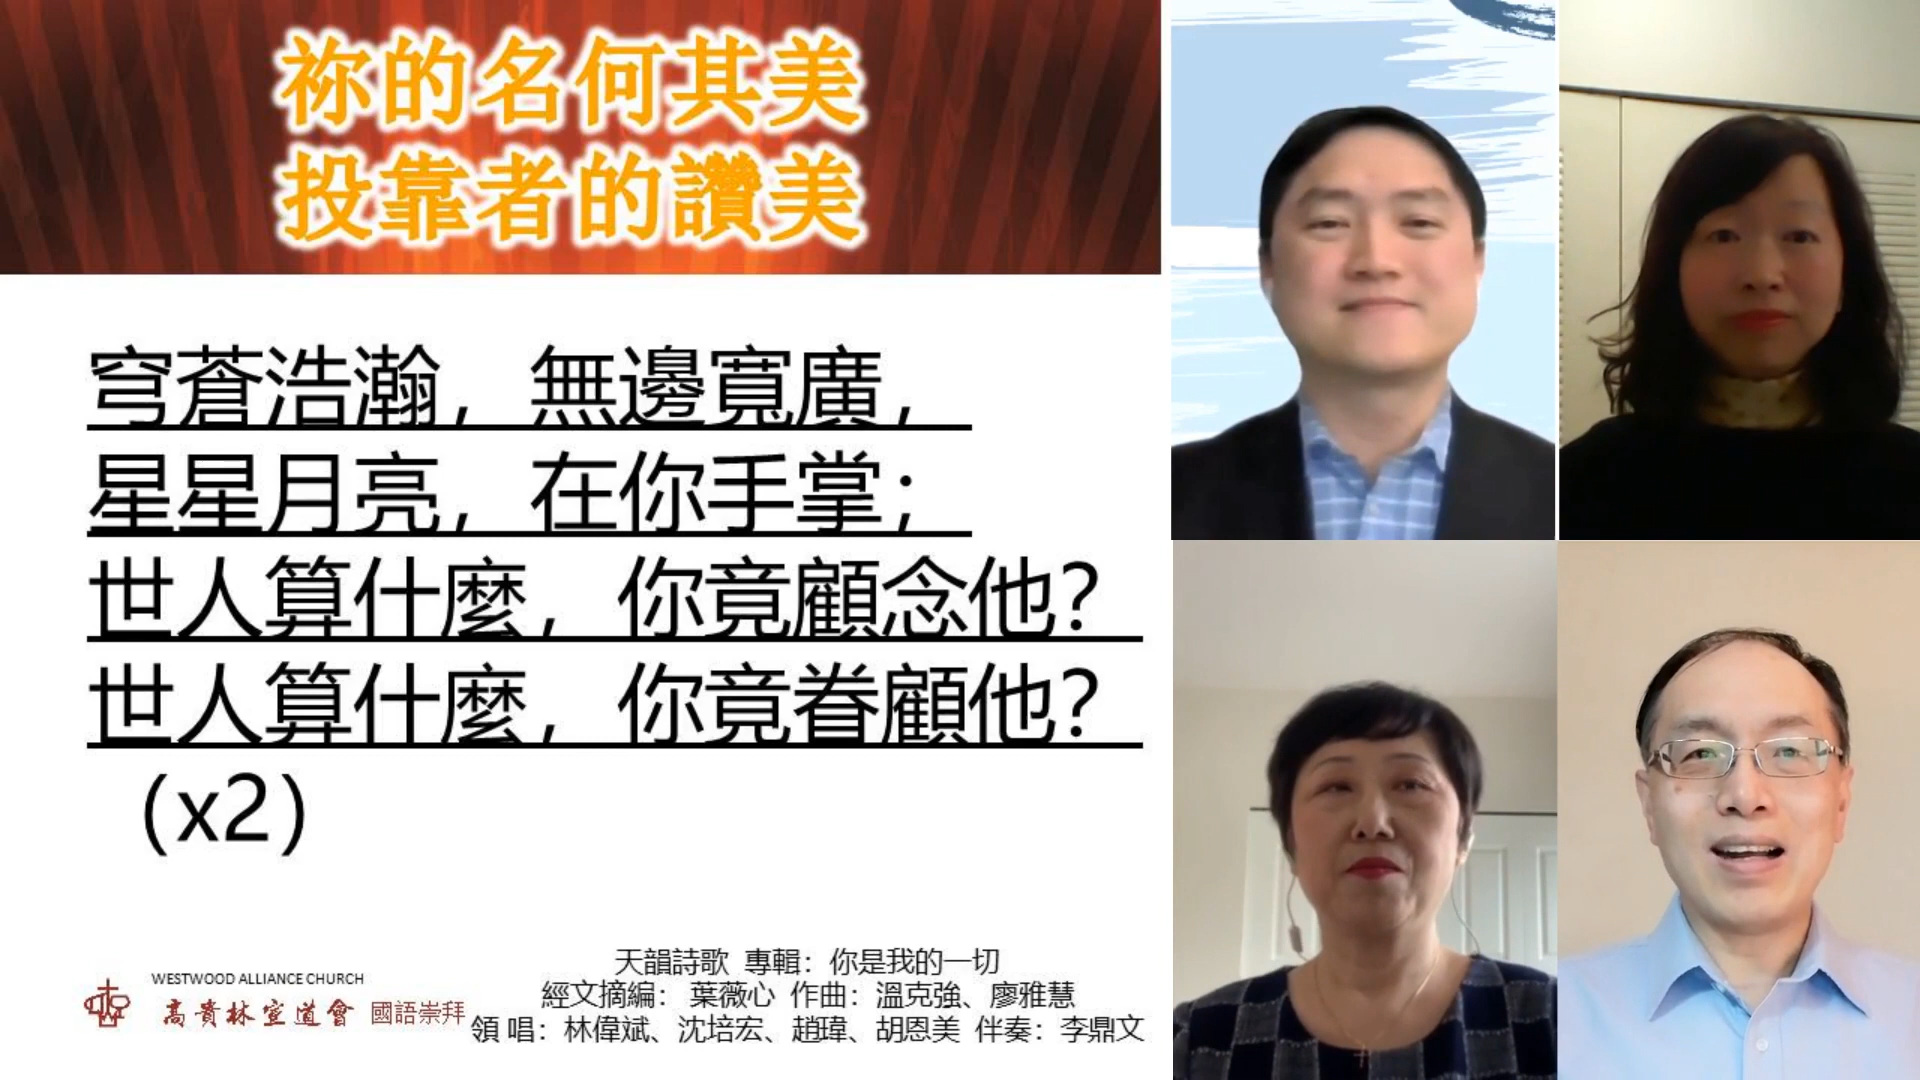 祢的名何其美
投靠者的讚美
穹蒼浩瀚，無邊寬廣，
星星月亮，在你手掌；
世人算什麼，你竟顧念他？
世人算什麼，你竟眷顧他？
（x2）
天韻詩歌 專輯：你是我的一切
經文摘編： 葉薇心 作曲：溫克強、廖雅慧
領 唱：林偉斌、沈培宏、趙瑋、胡恩美 伴奏：李鼎文
WESTWOOD ALLIANCE CHURCH
高貴林宣道會 國語崇拜